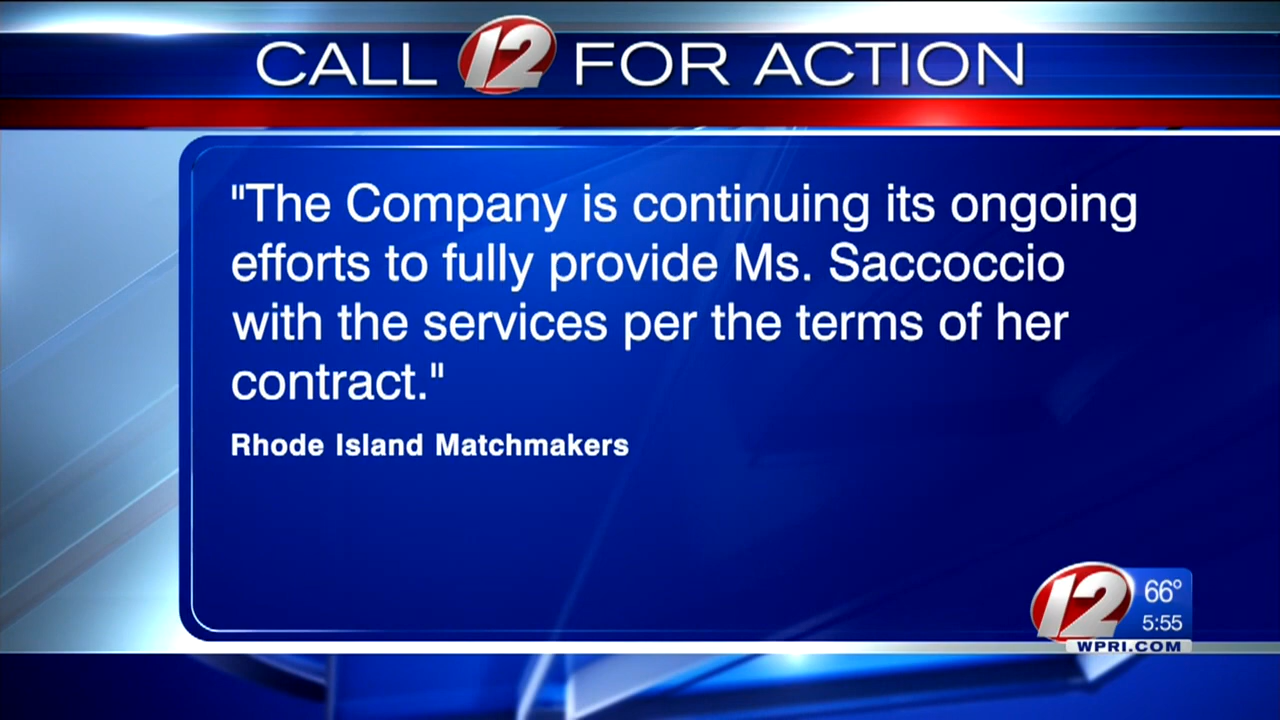 CALL 12 FOR ACTION
"The Company is continuing its ongoing
efforts to fully provide Ms. Saccoccio
with the services per the terms of her
contract."
Rhode Island Matchmakers
12 66°
5:55
WPRI.COM